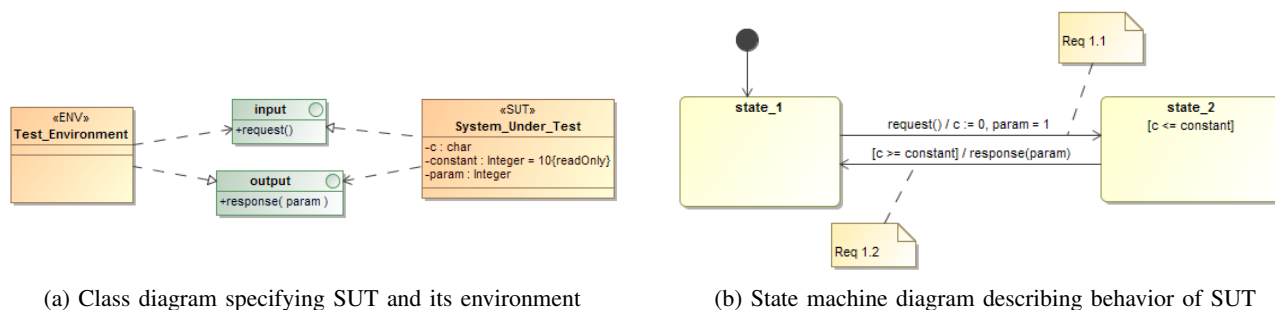 «ENV»
Test_Environment
input
+request()
output
+response( param )
«SUT»
System_Under_Test
-c : char
-constant : Integer = 10{readOnly}
-param : Integer
(a) Class diagram specifying SUT and its environment
Req 1.1
state_1
state_2
[c <= constant]
request() / c := 0, param = 1
[c >= constant] / response(param)
Req 1.2
(b) State machine diagram describing behavior of SUT